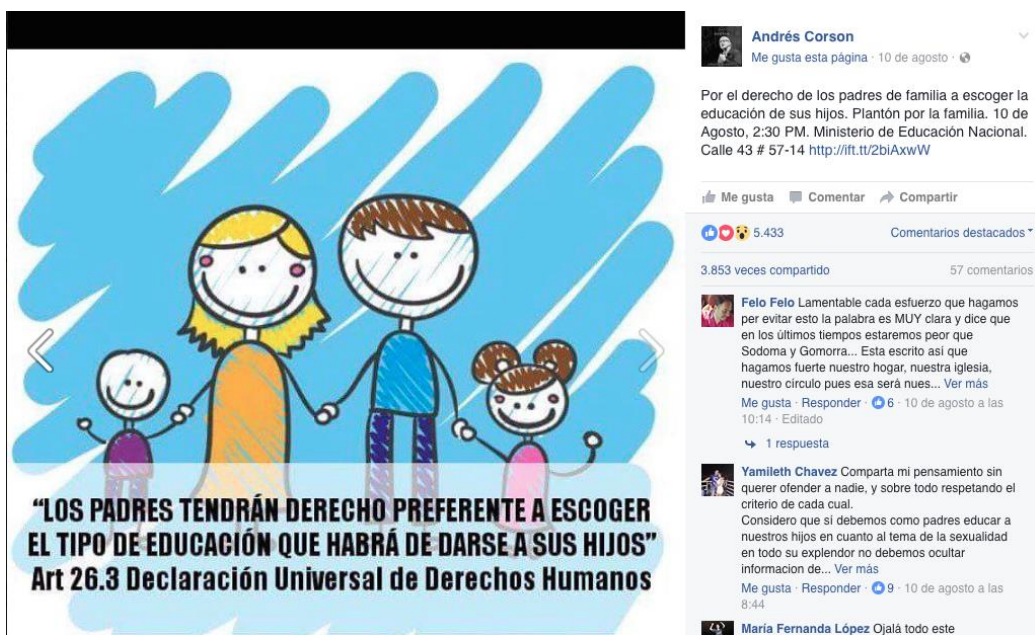 "LOS PADRES TENDRÁN DERECHO PREFERENTE A ESCOGER
EL TIPO DE EDUCACIÓN QUE HABRÁ DE DARSE A SUS HIJOS"
Art 26.3 Declaración Universal de Derechos Humanos
Andrés Corson
Me gusta esta página · 10 de agosto ·
Por el derecho de los padres de familia a escoger la
educación de sus hijos. Plantón por la familia. 10 de
Agosto, 2:30 PM. Ministerio de Educación Nacional.
Calle 43 # 57-14 http://ift.tt/2biAxwW
Me gusta Comentar Compartir
5.433 Comentarios destacados
3.853 veces compartido 57 comentarios
Felo Felo Lamentable cada esfuerzo que hagamos
per evitar esto la palabra es MUY clara y dice que
en los últimos tiempos estaremos peor que
Sodoma y Gomorra... Esta escrito así que
hagamos fuerte nuestro hogar, nuestra iglesia,
nuestro circulo pues esa será nues... Ver más
Me gusta · Responder · 6 · 10 de agosto a las
10:14 · Editado
1 respuesta
Yamileth Chavez Comparta mi pensamiento sin
querer ofender a nadie, y sobre todo respetando el
criterio de cada cual.
Considero que si debemos como padres educar a
nuestros hijos en cuanto al tema de la sexualidad
en todo su explendor no debemos ocultar
informacion de... Ver más
Me gusta · Responder · 9 · 10 de agosto a las
8:44
María Fernanda López Ojalá todo este